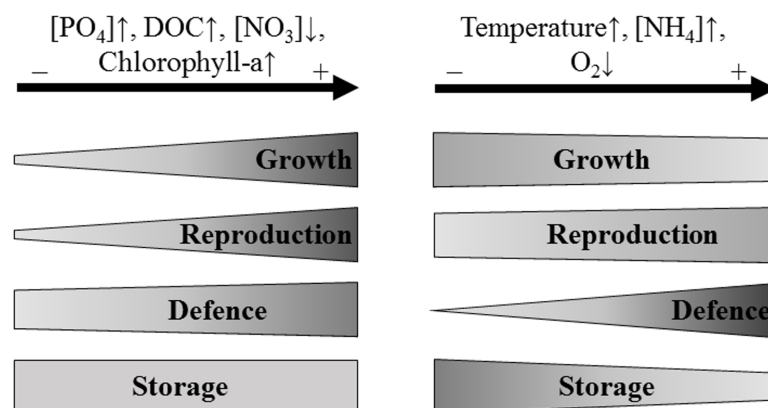 [PO₄]↑, DOC↑, [NO₃]↓,
Chlorophyll-a↑
– +
Growth
Reproduction
Defence
Storage
Temperature↑, [NH₄]↑,
O₂↓
– +
Growth
Reproduction
Defence
Storage